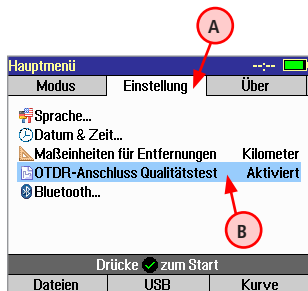 A
Hauptmenü --:--
Modus Einstellung Über
Sprache...
Datum & Zeit...
Maßeinheiten für Entfernungen Kilometer
OTDR-Anschluss Qualitätstest Aktiviert
Bluetooth...
B
Drücke zum Start
Dateien USB Kurve